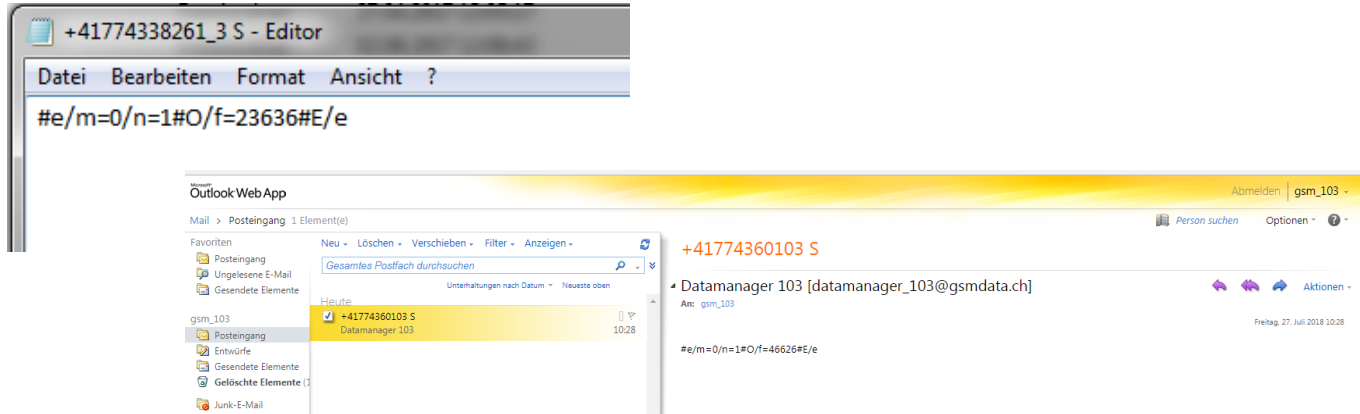 +41774338261_3 S - Editor
Datei Bearbeiten Format Ansicht ?
#e/m=0/n=1#O/f=23636#E/e
Microsoft®
Outlook Web App
Abmelden gsm_103
Mail > Posteingang 1 Element(e)
Person suchen Optionen ?
Favoriten
Posteingang
Ungelesene E-Mail
Gesendete Elemente
gsm_103
Posteingang
Entwürfe
Gesendete Elemente
Gelöschte Elemente (1
Junk-E-Mail
Neu Löschen Verschieben Filter Anzeigen
Gesamtes Postfach durchsuchen
Unterhaltungen nach Datum Neueste oben
Heute
+41774360103 S
Datamanager 103 10:28
+41774360103 S
Datamanager 103 [datamanager_103@gsmdata.ch]
Aktionen
An: gsm_103
Freitag, 27. Juli 2018 10:28
#e/m=0/n=1#O/f=46626#E/e